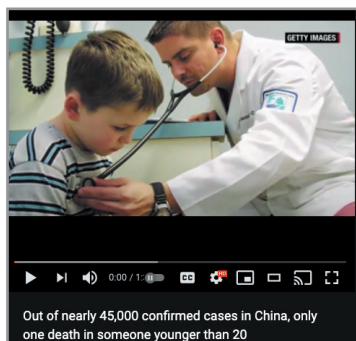 GETTY IMAGES
0:00 / 1:
CC
HD
Out of nearly 45,000 confirmed cases in China, only
one death in someone younger than 20